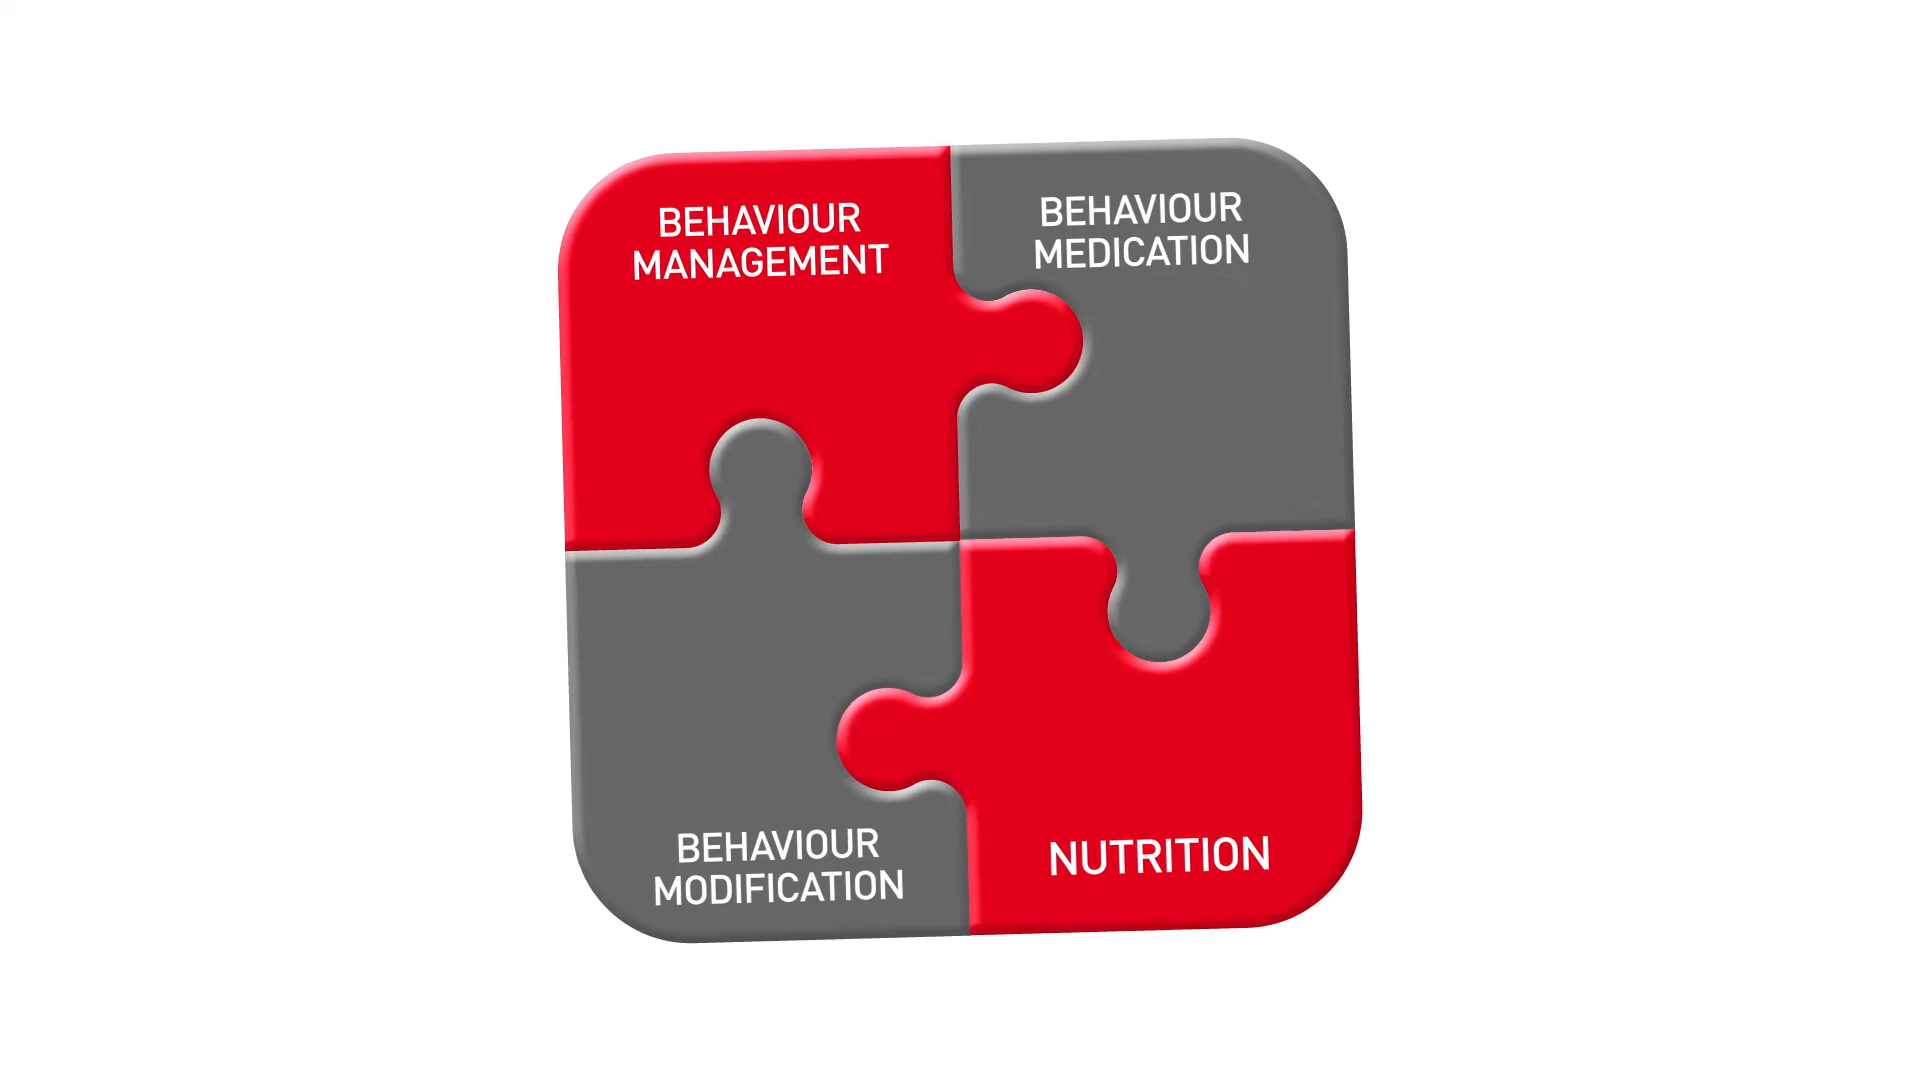 BEHAVIOUR
MANAGEMENT
BEHAVIOUR
MEDICATION
BEHAVIOUR
MODIFICATION
NUTRITION